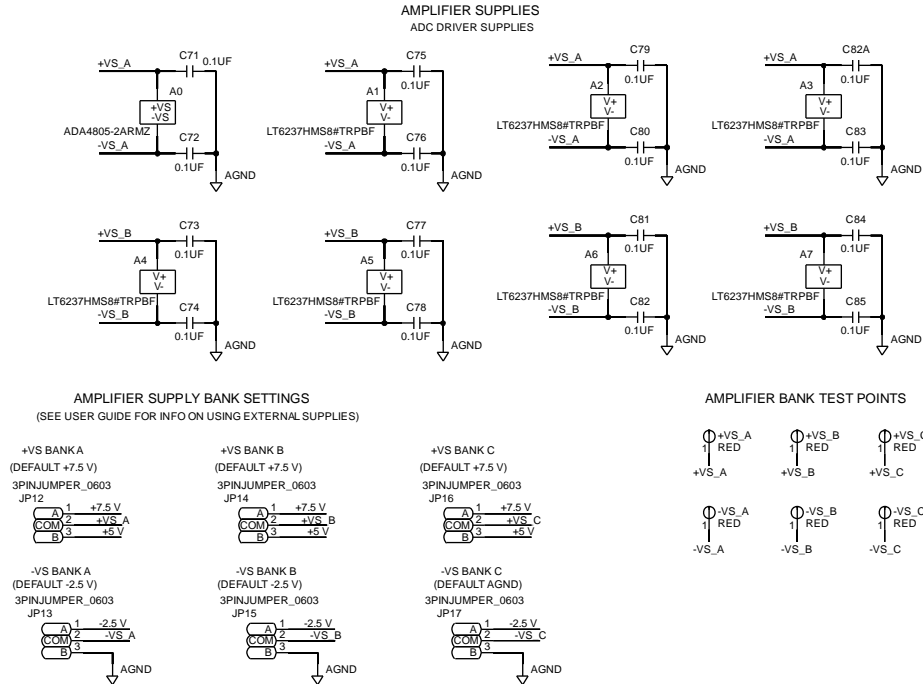 AMPLIFIER SUPPLIES
ADC DRIVER SUPPLIES
+VS_A
C71
0.1UF
A0
+VS
-VS
ADA4805-2ARMZ
-VS_A
C72
0.1UF
AGND
+VS_A
C75
0.1UF
A1
V+
V-
LT6237HMS8#TRPBF
-VS_A
C76
0.1UF
AGND
+VS_A
C79
0.1UF
A2
V+
V-
LT6237HMS8#TRPBF
-VS_A
C80
0.1UF
AGND
+VS_A
C82A
0.1UF
A3
V+
V-
LT6237HMS8#TRPBF
-VS_A
C83
0.1UF
AGND
+VS_B
C73
0.1UF
A4
V+
V-
LT6237HMS8#TRPBF
-VS_B
C74
0.1UF
AGND
+VS_B
C77
0.1UF
A5
V+
V-
LT6237HMS8#TRPBF
-VS_B
C78
0.1UF
AGND
+VS_B
C81
0.1UF
A6
V+
V-
LT6237HMS8#TRPBF
-VS_B
C82
0.1UF
AGND
+VS_B
C84
0.1UF
A7
V+
V-
LT6237HMS8#TRPBF
-VS_B
C85
0.1UF
AGND
AMPLIFIER SUPPLY BANK SETTINGS
(SEE USER GUIDE FOR INFO ON USING EXTERNAL SUPPLIES)
+VS BANK A
(DEFAULT +7.5 V)
3PINJUMPER_0603
JP12
A 1 +7.5 V
COM 2 +VS_A
B 3 +5 V
+VS BANK B
(DEFAULT +7.5 V)
3PINJUMPER_0603
JP14
A 1 +7.5 V
COM 2 +VS_B
B 3 +5 V
+VS BANK C
(DEFAULT +7.5 V)
3PINJUMPER_0603
JP16
A 1 +7.5 V
COM 2 +VS_C
B 3 +5 V
-VS BANK A
(DEFAULT -2.5 V)
3PINJUMPER_0603
JP13
A 1 -2.5 V
COM 2 -VS_A
B 3
AGND
-VS BANK B
(DEFAULT -2.5 V)
3PINJUMPER_0603
JP15
A 1 -2.5 V
COM 2 -VS_B
B 3
AGND
-VS BANK C
(DEFAULT AGND)
3PINJUMPER_0603
JP17
A 1 -2.5 V
COM 2 -VS_C
B 3
AGND
AMPLIFIER BANK TEST POINTS
+VS_A
1 RED
+VS_A
+VS_B
1 RED
+VS_B
+VS_C
1 RED
+VS_C
-VS_A
1 RED
-VS_A
-VS_B
1 RED
-VS_B
-VS_C
1 RED
-VS_C